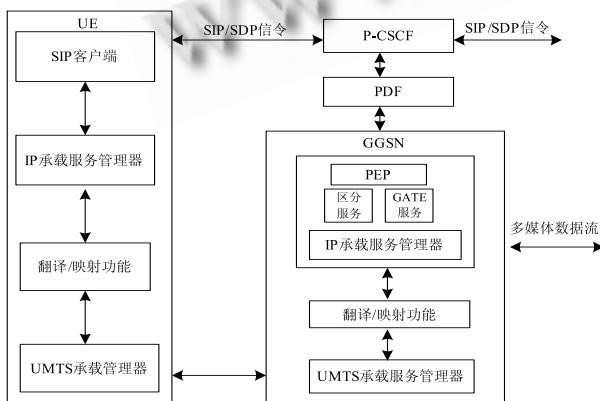 UE
SIP客户端
IP承载服务管理器
翻译/映射功能
UMTS承载管理器
SIP/SDP信令
P-CSCF
SIP/SDP信令
PDF
GGSN
PEP
区分
服务
GATE
服务
IP承载服务管理器
翻译/映射功能
UMTS承载服务管理器
多媒体数据流